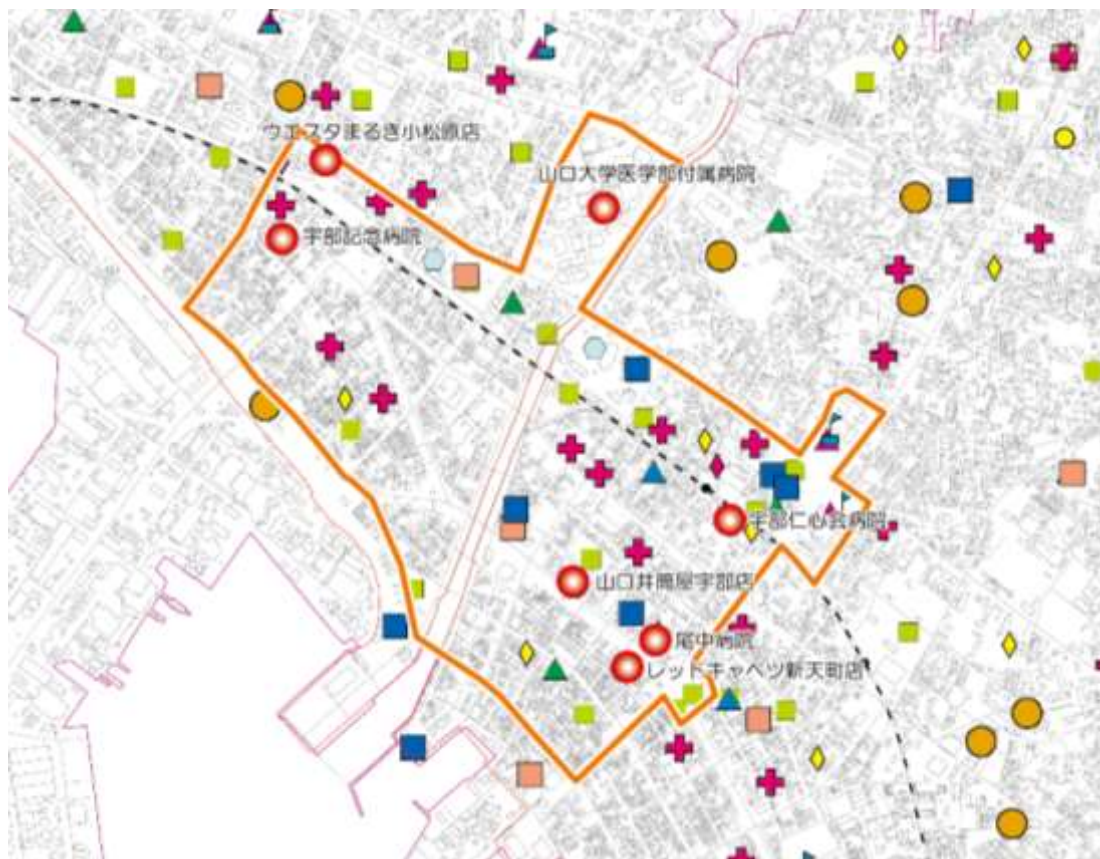 ウエスタまるき小松原店
山口大学医学部付属病院
宇部記念病院
宇部仁心会病院
山口井筒屋宇部店
尾中病院
レッドキャベツ新天町店